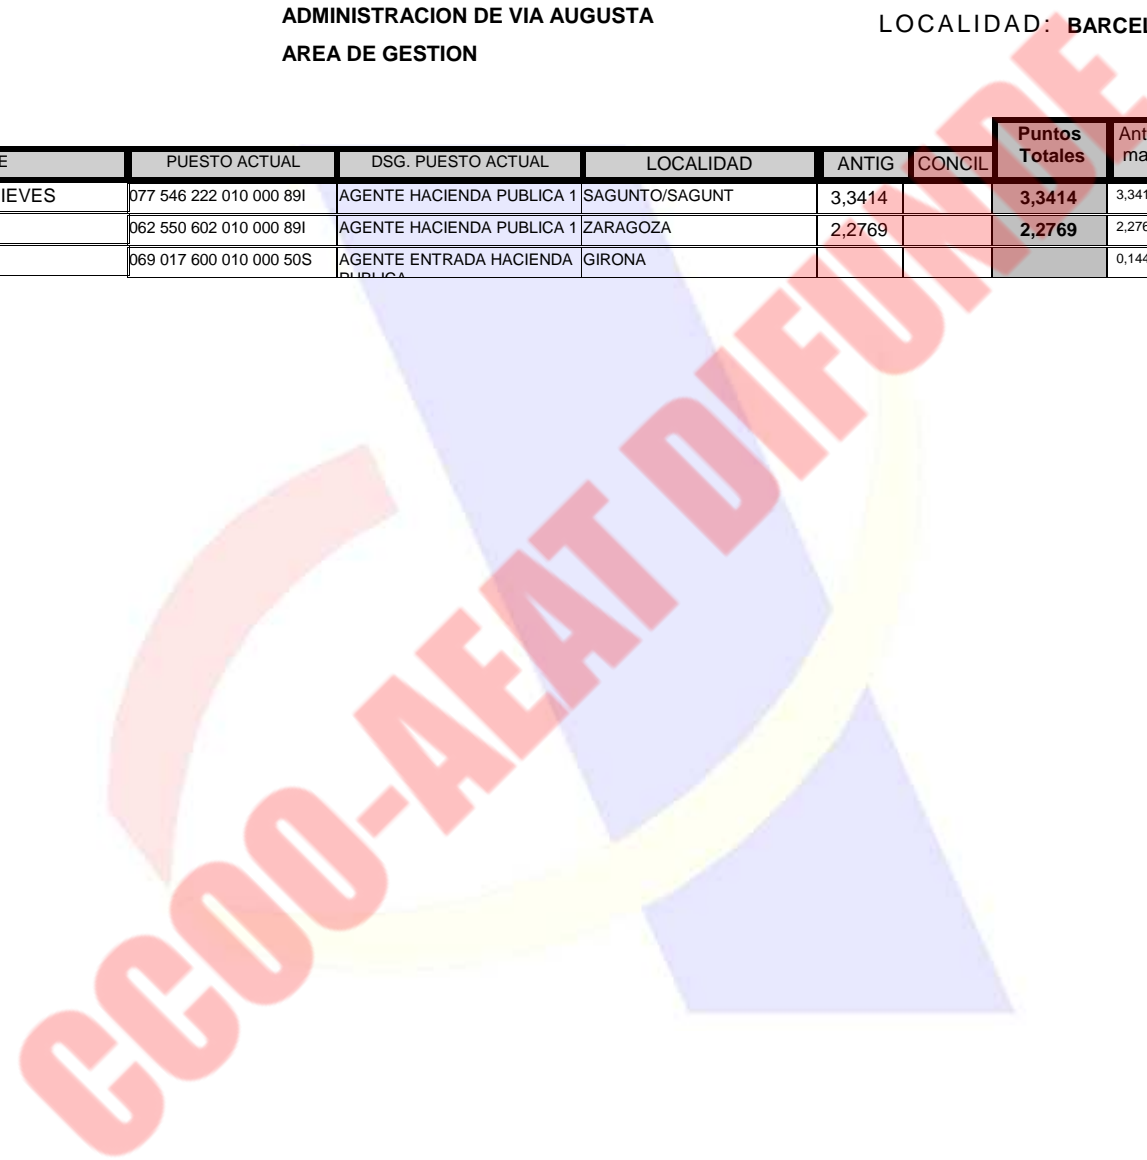 ADMINISTRACION DE VIA AUGUSTA
LOCALIDAD: BARCEL
AREA DE GESTION
E PUESTO ACTUAL DSG. PUESTO ACTUAL LOCALIDAD ANTIG CONCIL Puntos Totales Ant ma
IEVES 077 546 222 010 000 89I AGENTE HACIENDA PUBLICA 1 SAGUNTO/SAGUNT 3,3414 3,3414 3,341
062 550 602 010 000 89I AGENTE HACIENDA PUBLICA 1 ZARAGOZA 2,2769 2,2769 2,276
069 017 600 010 000 50S AGENTE ENTRADA HACIENDA GIRONA 0,144
PUBLICA
CCOO-AEAT DIFUNDE